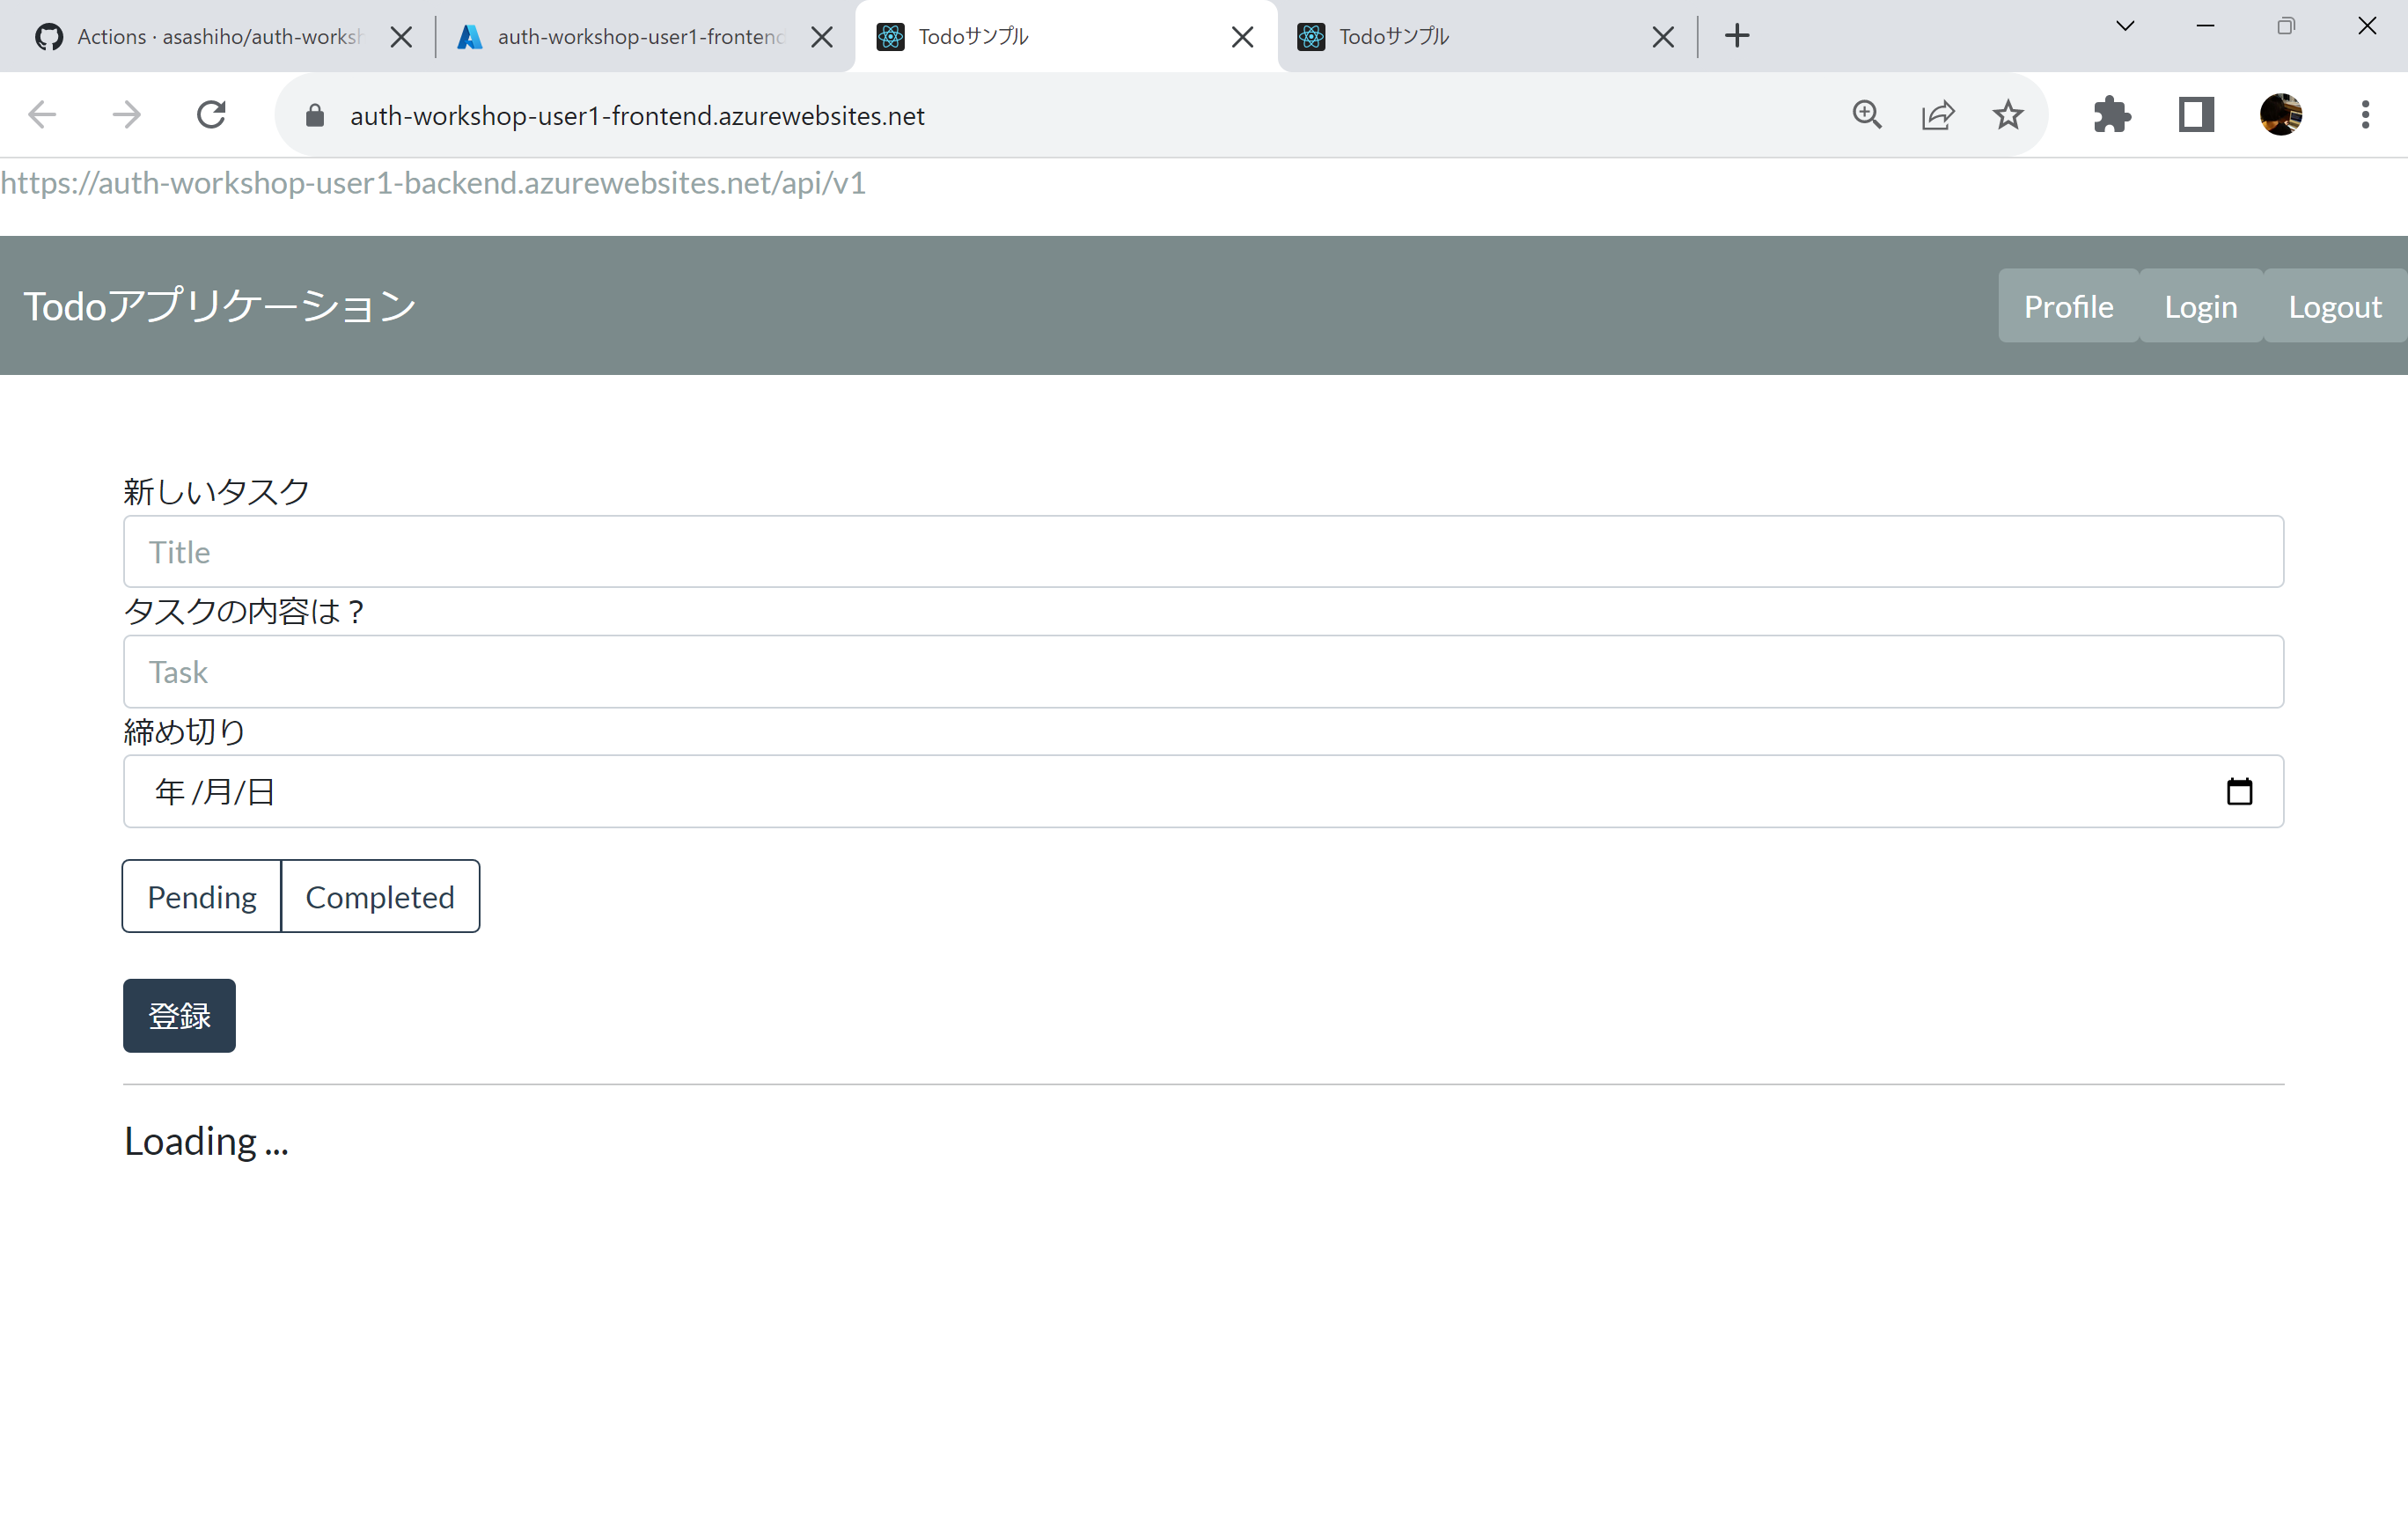 Actions · asashiho/auth-worksh
auth-workshop-user1-frontend
Todoサンプル
Todoサンプル
auth-workshop-user1-frontend.azurewebsites.net
https://auth-workshop-user1-backend.azurewebsites.net/api/v1
Todoアプリケーション
Profile
Login
Logout
新しいタスク
Title
タスクの内容は？
Task
締め切り
年 /月/日
Pending
Completed
登録
Loading ...